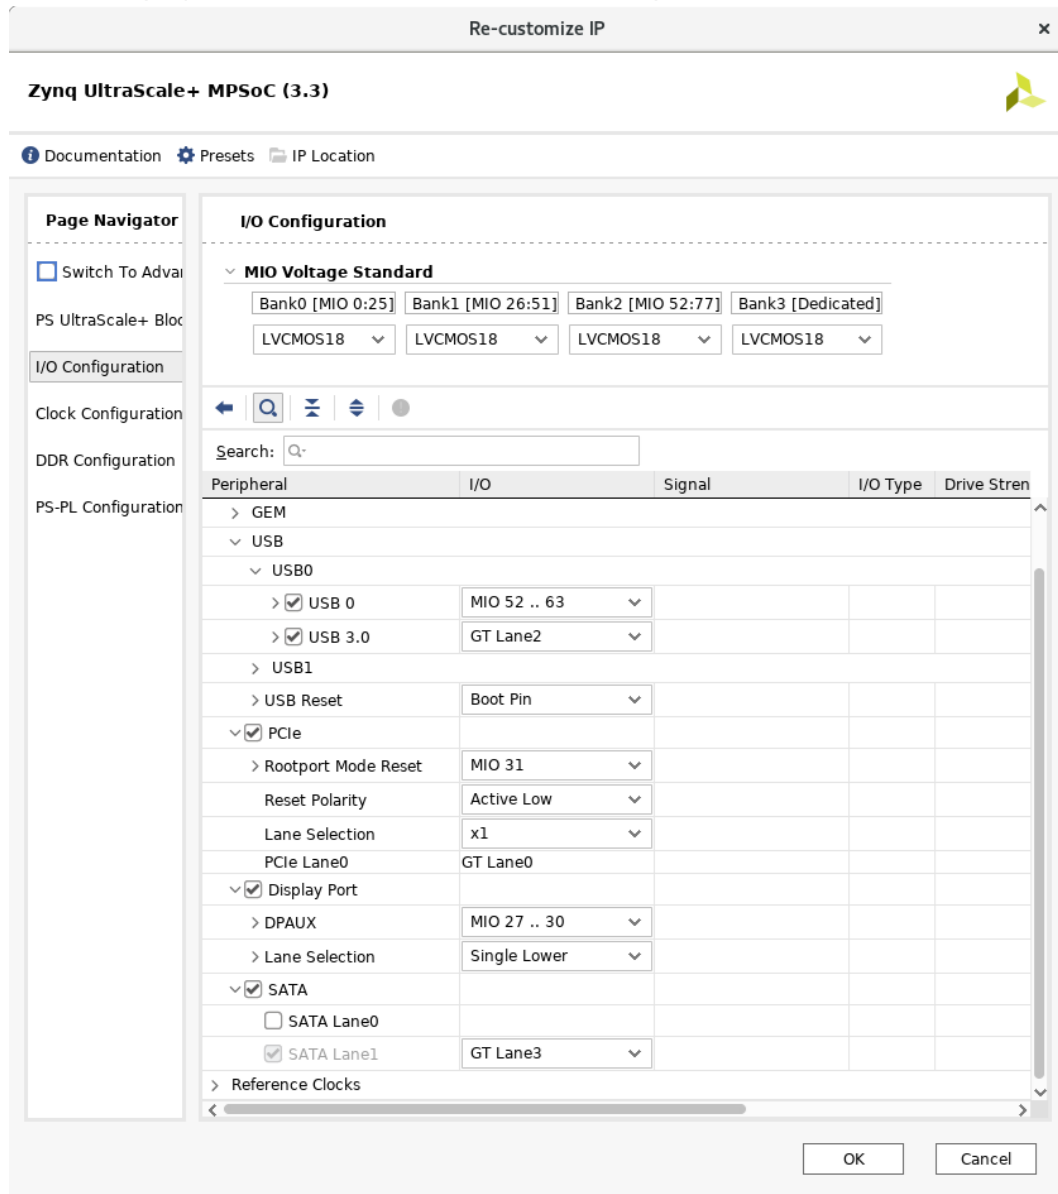 Re-customize IP
Zynq UltraScale+ MPSoC (3.3)
Documentation Presets IP Location
Page Navigator
Switch To Advar
PS UltraScale+ Bloc
I/O Configuration
Clock Configuration
DDR Configuration
PS-PL Configuration
I/O Configuration
MIO Voltage Standard
Bank0 [MIO 0:25] Bank1 [MIO 26:51] Bank2 [MIO 52:77] Bank3 [Dedicated]
LVCMOS18 LVCMOS18 LVCMOS18 LVCMOS18
Search:
Peripheral I/O Signal I/O Type Drive Stren
GEM
USB
USB0
USB 0 MIO 52 .. 63
USB 3.0 GT Lane2
USB1
USB Reset Boot Pin
PCIe
Rootport Mode Reset MIO 31
Reset Polarity Active Low
Lane Selection x1
PCIe Lane0 GT Lane0
Display Port
DPAUX MIO 27 .. 30
Lane Selection Single Lower
SATA
SATA Lane0
SATA Lane1 GT Lane3
Reference Clocks
OK Cancel